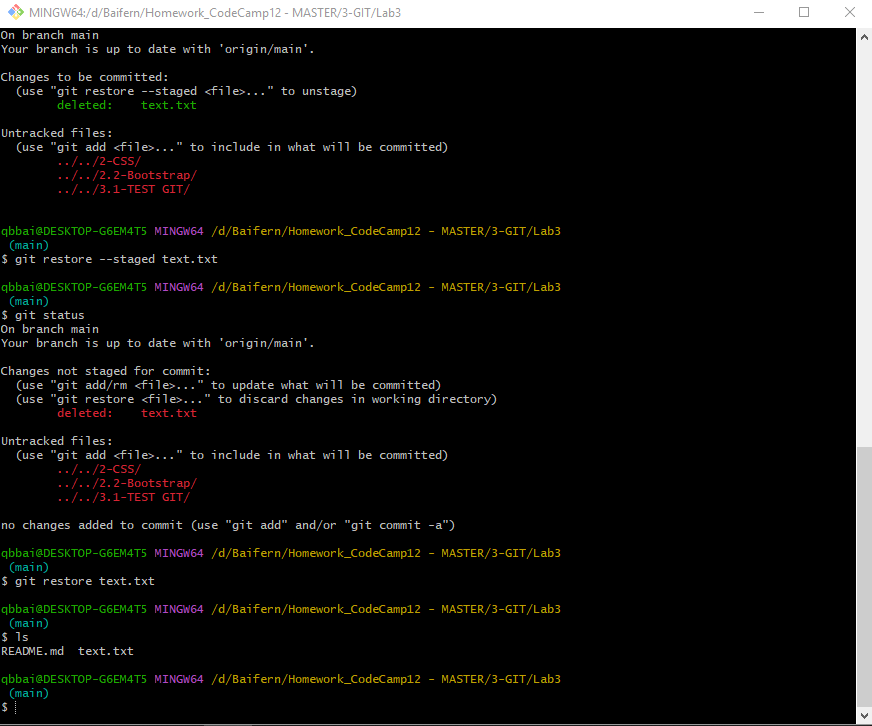 MINGW64:/d/Baifern/Homework_CodeCamp12 - MASTER/3-GIT/Lab3
On branch main
Your branch is up to date with 'origin/main'.
Changes to be committed:
  (use "git restore --staged <file>..." to unstage)
        deleted:    text.txt
Untracked files:
  (use "git add <file>..." to include in what will be committed)
        ../../2-CSS/
        ../../2.2-Bootstrap/
        ../../3.1-TEST GIT/
qbbai@DESKTOP-G6EM4T5 MINGW64 /d/Baifern/Homework_CodeCamp12 - MASTER/3-GIT/Lab3
 (main)
$ git restore --staged text.txt
qbbai@DESKTOP-G6EM4T5 MINGW64 /d/Baifern/Homework_CodeCamp12 - MASTER/3-GIT/Lab3
 (main)
$ git status
On branch main
Your branch is up to date with 'origin/main'.
Changes not staged for commit:
  (use "git add/rm <file>..." to update what will be committed)
  (use "git restore <file>..." to discard changes in working directory)
        deleted:    text.txt
Untracked files:
  (use "git add <file>..." to include in what will be committed)
        ../../2-CSS/
        ../../2.2-Bootstrap/
        ../../3.1-TEST GIT/
no changes added to commit (use "git add" and/or "git commit -a")
qbbai@DESKTOP-G6EM4T5 MINGW64 /d/Baifern/Homework_CodeCamp12 - MASTER/3-GIT/Lab3
 (main)
$ git restore text.txt
qbbai@DESKTOP-G6EM4T5 MINGW64 /d/Baifern/Homework_CodeCamp12 - MASTER/3-GIT/Lab3
 (main)
$ ls
README.md  text.txt
qbbai@DESKTOP-G6EM4T5 MINGW64 /d/Baifern/Homework_CodeCamp12 - MASTER/3-GIT/Lab3
 (main)
$